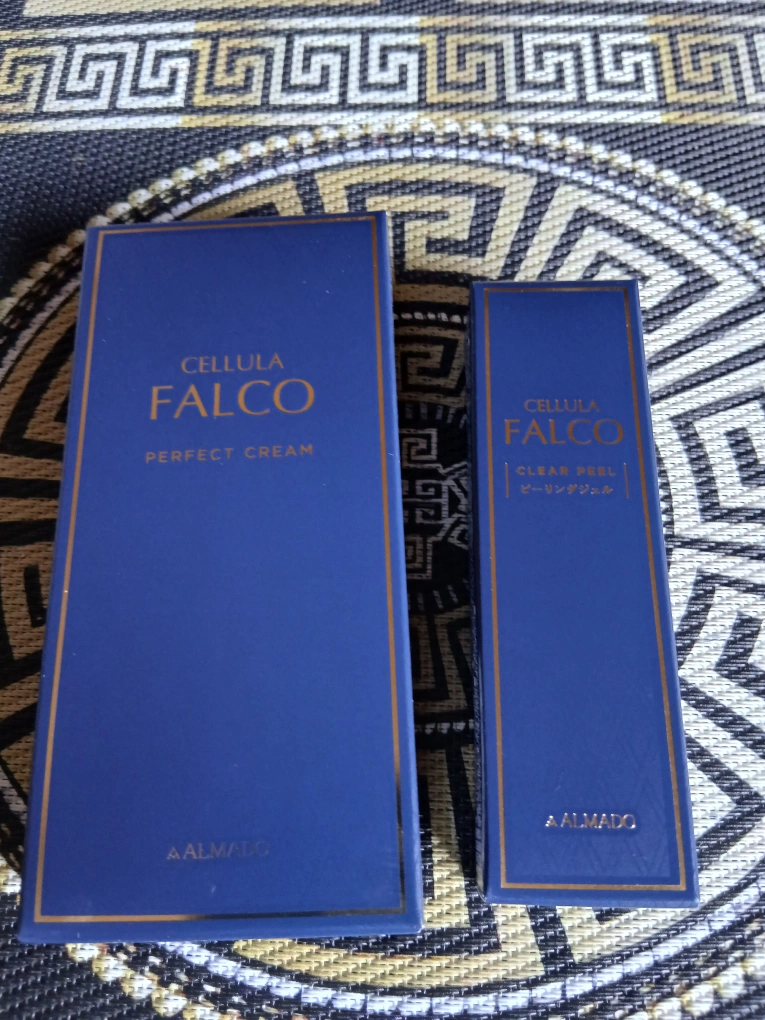 CELLULA
FALCO
PERFECT CREAM
ALMADO
CELLULA
FALCO
CLEAR PEEL
ピーリングジェル
ALMADO